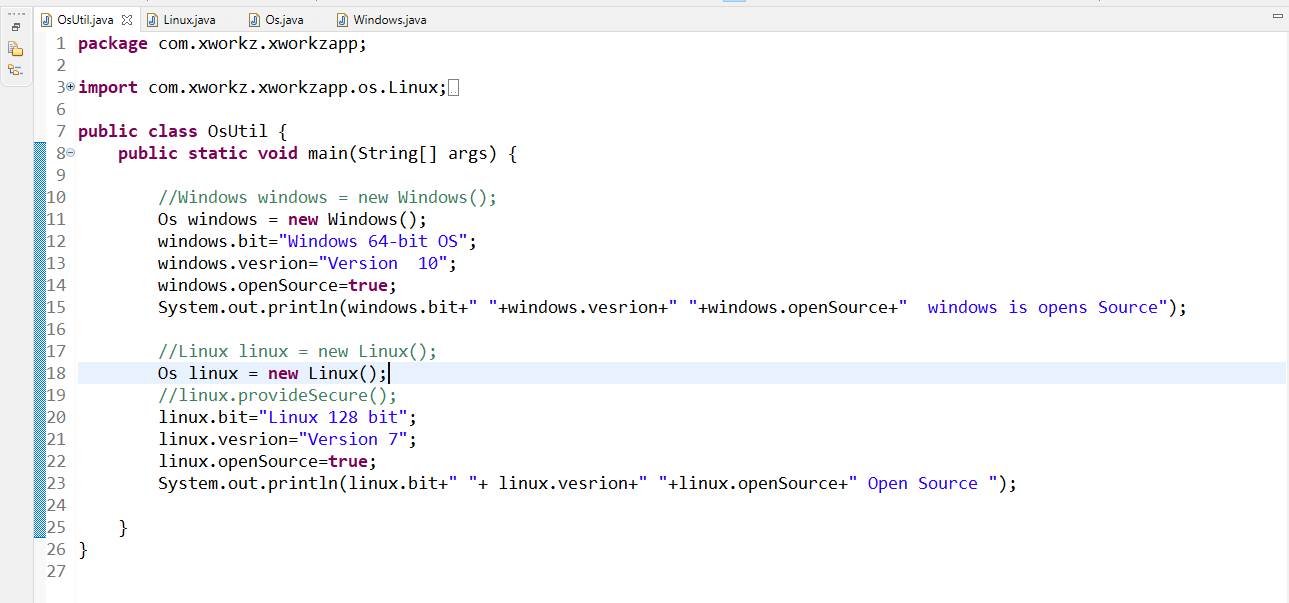 OsUtil.java Linux.java Os.java Windows.java
1 package com.xworkz.xworkzapp;
2
3 import com.xworkz.xworkzapp.os.Linux;
6
7 public class OsUtil {
8 public static void main(String[] args) {
9
10 //Windows windows = new Windows();
11 Os windows = new Windows();
12 windows.bit="Windows 64-bit OS";
13 windows.vesrion="Version  10";
14 windows.openSource=true;
15 System.out.println(windows.bit+" "+windows.vesrion+" "+windows.openSource+"  windows is opens Source");
16
17 //Linux linux = new Linux();
18 Os linux = new Linux();
19 //linux.provideSecure();
20 linux.bit="Linux 128 bit";
21 linux.vesrion="Version 7";
22 linux.openSource=true;
23 System.out.println(linux.bit+" "+ linux.vesrion+" "+linux.openSource+" Open Source ");
24
25 }
26 }
27